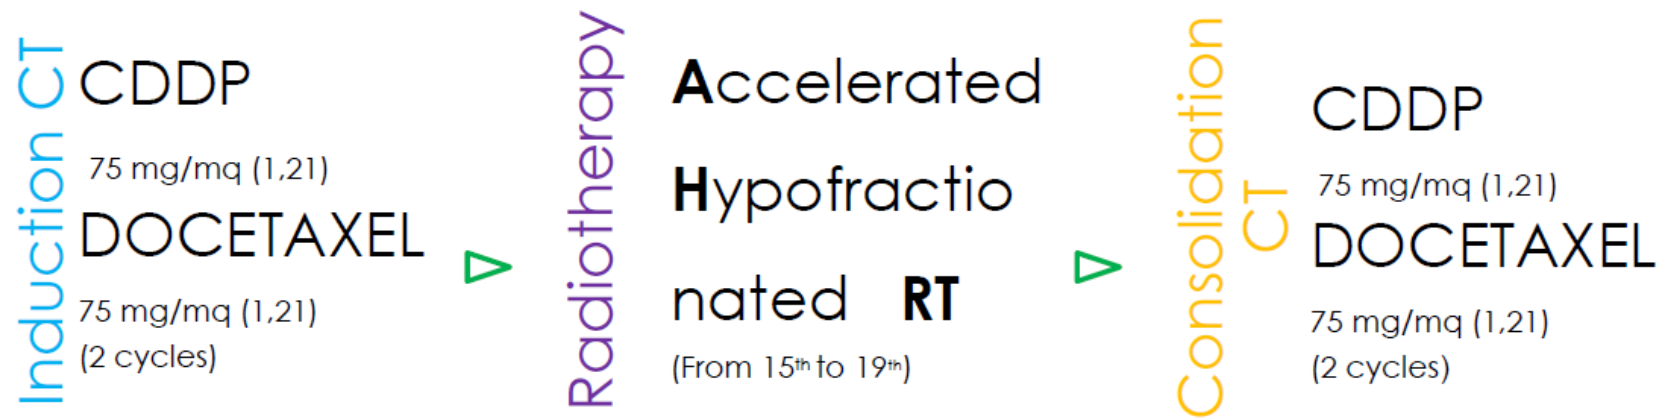 Induction CT
CDDP
75 mg/mq (1,21)
DOCETAXEL
75 mg/mq (1,21)
(2 cycles)
Radiotherapy
Accelerated
Hypofractio
nated RT
(From 15th to 19th)
Consolidation
CT
CDDP
75 mg/mq (1,21)
DOCETAXEL
75 mg/mq (1,21)
(2 cycles)